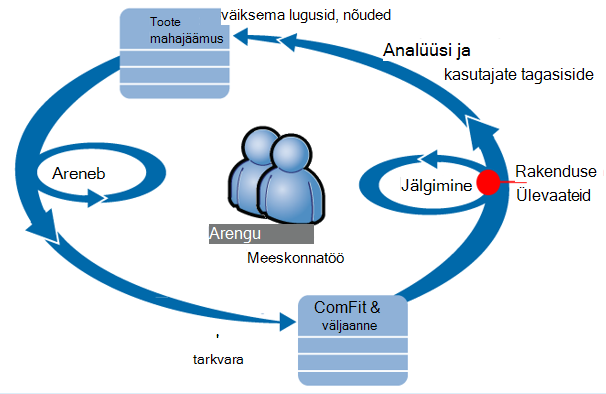 Toote
mahajäämus
väiksema lugusid, nõuded
Analüüsi ja
kasutajate tagasiside
Areneb
Jälgimine
Rakenduse
Ülevaateid
Arengu
Meeskonnatöö
ComFit &
väljaanne
tarkvara